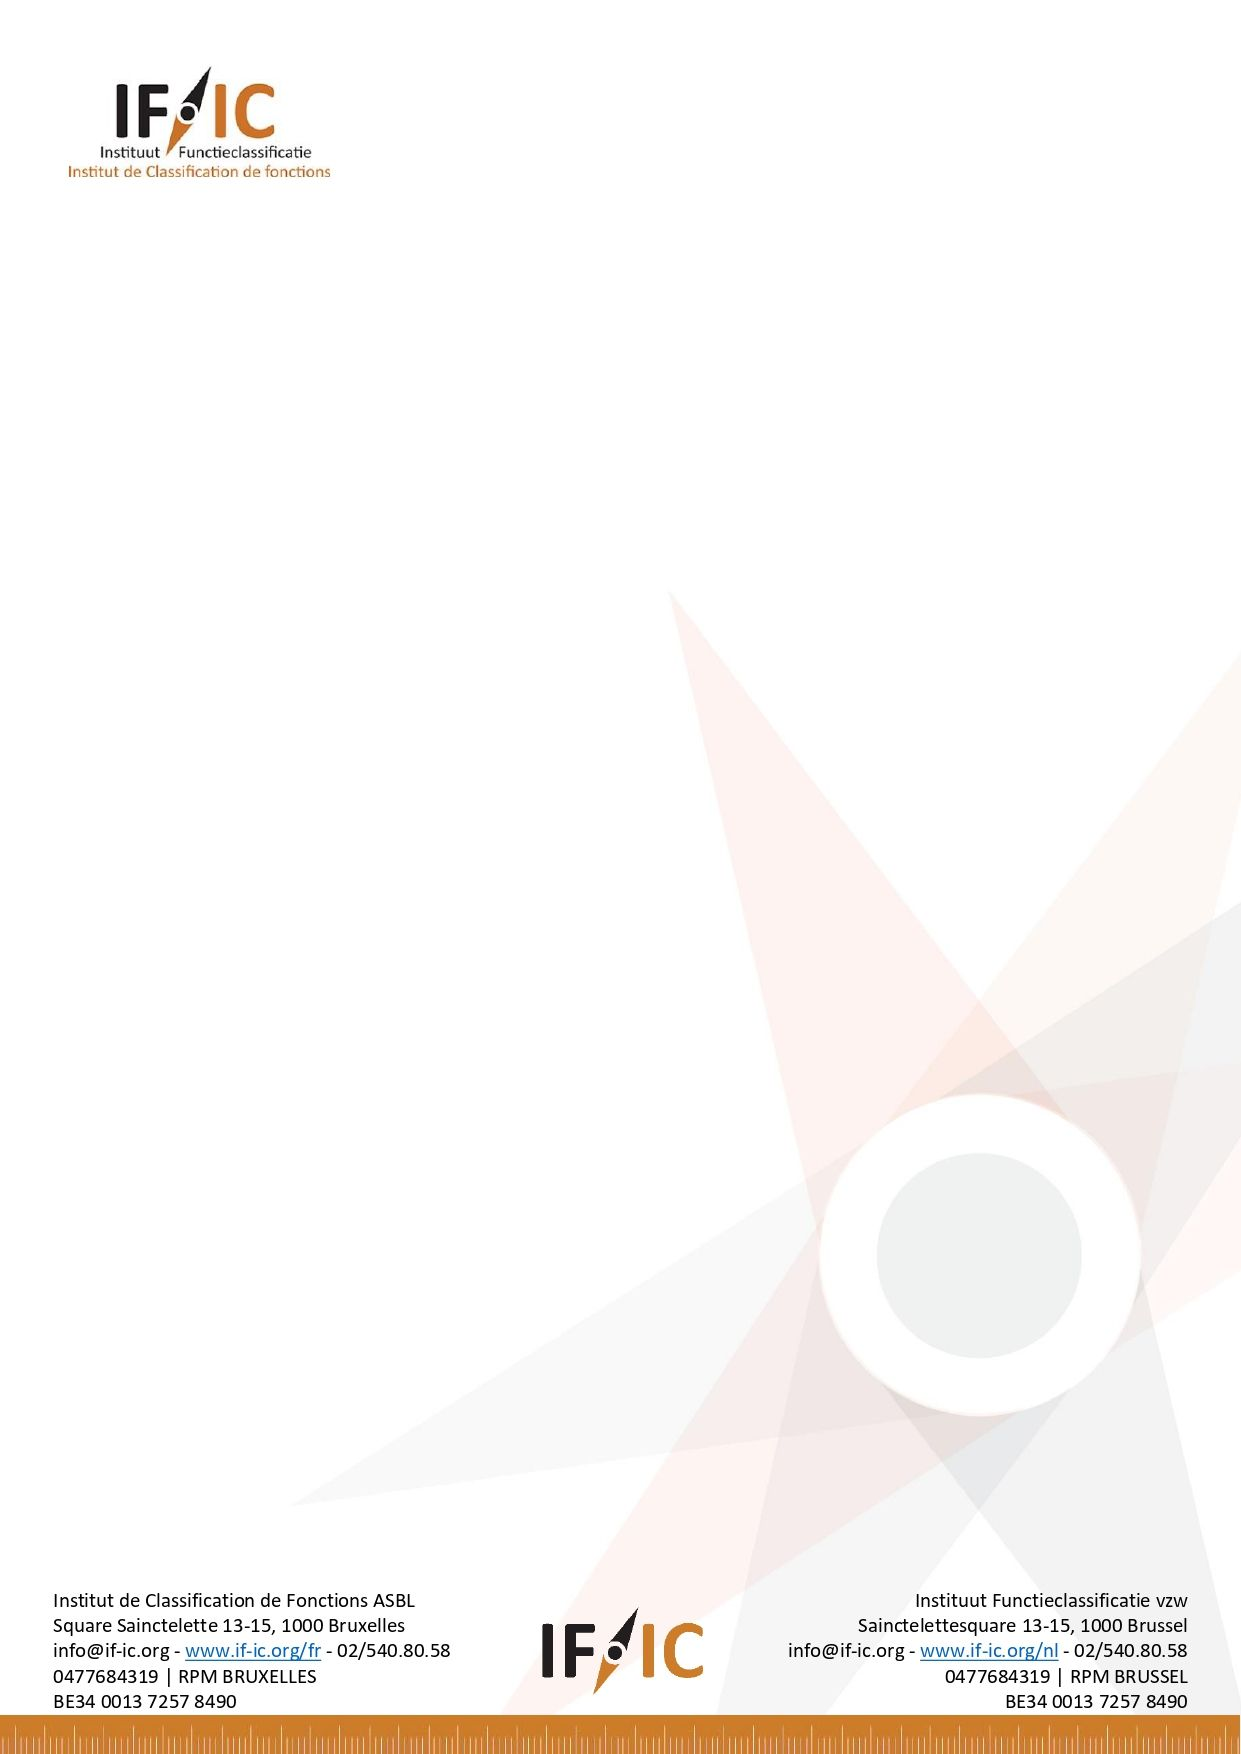 IF IC
Instituut Functieclassificatie
Institut de Classification de fonctions
Institut de Classification de Fonctions ASBL
Square Sainctelette 13-15, 1000 Bruxelles
info@if-ic.org - www.if-ic.org/fr - 02/540.80.58
0477684319 | RPM BRUXELLES
BE34 0013 7257 8490
IF IC
Instituut Functieclassificatie vzw
Sainctelettesquare 13-15, 1000 Brussel
info@if-ic.org - www.if-ic.org/nl - 02/540.80.58
0477684319 | RPM BRUSSEL
BE34 0013 7257 8490